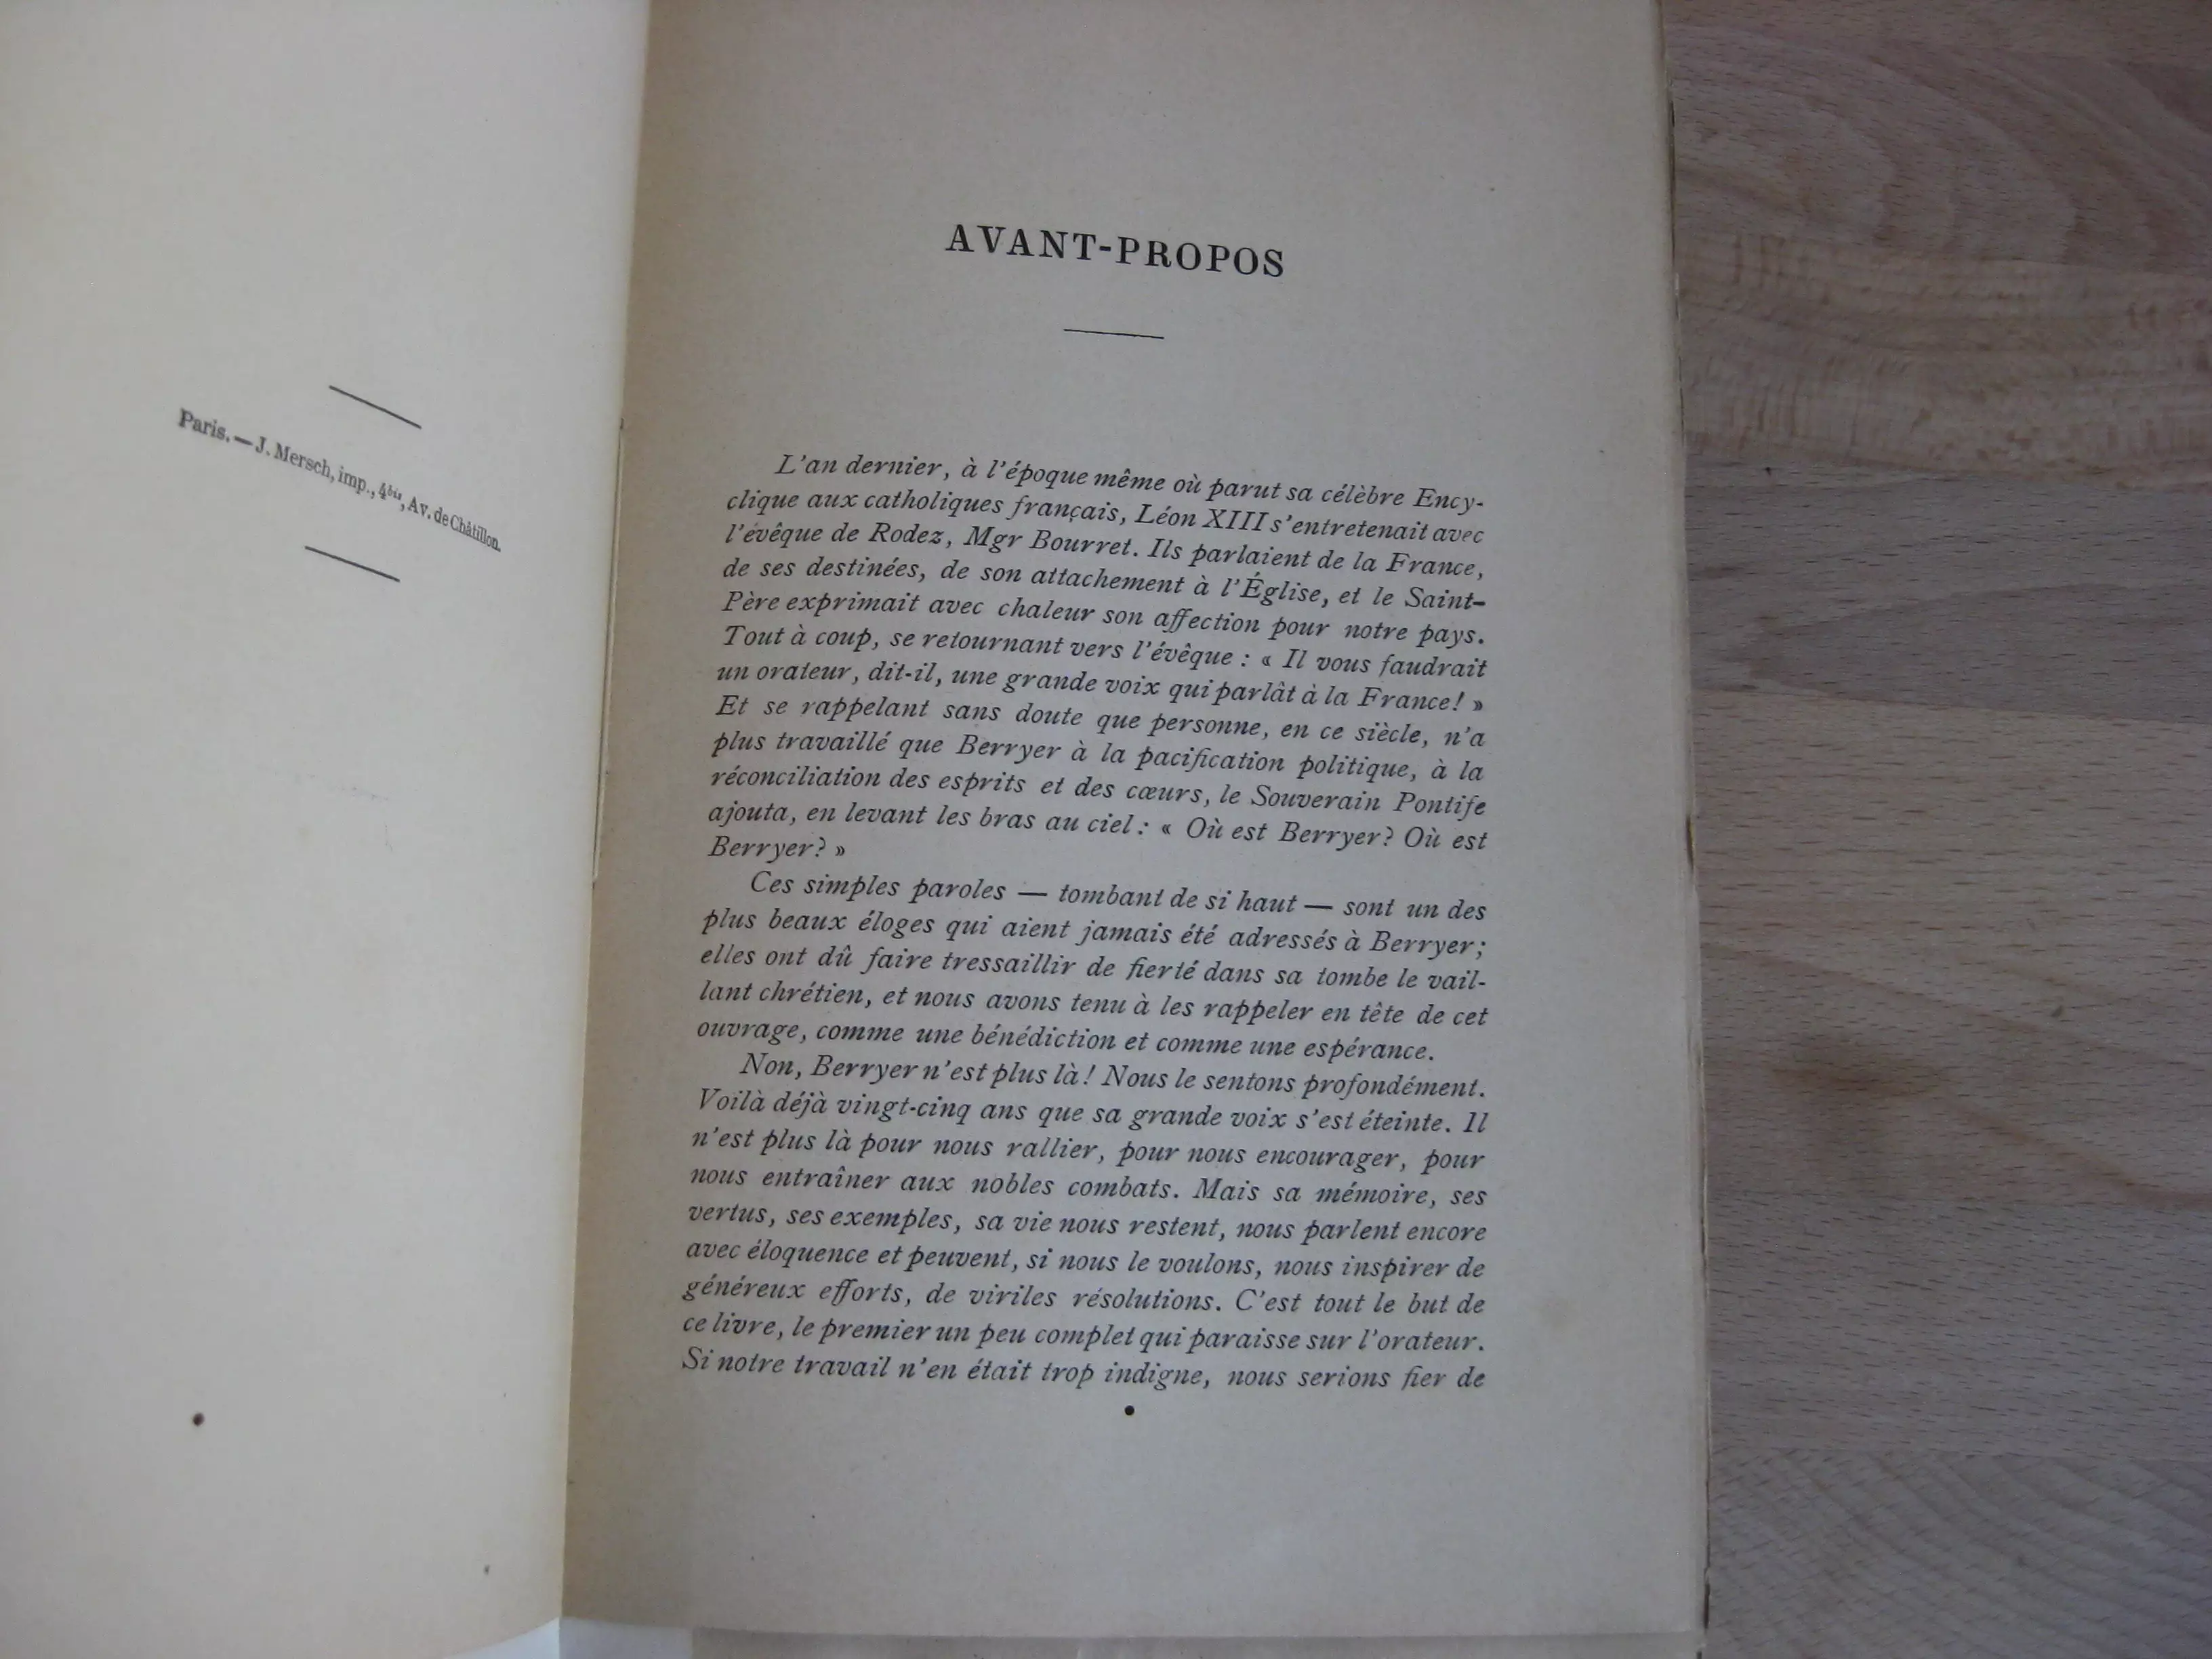 Paris. — J. Mersch, imp., 4bis, Av. de Châtillon.
AVANT-PROPOS
L'an dernier, à l'époque même où parut sa célèbre Ency-
clique aux catholiques français, Léon XIII s'entretenait avec
l'évêque de Rodez, Mgr Bourret. Ils parlaient de la France,
de ses destinées, de son attachement à l'Église, et le Saint-
Père exprimait avec chaleur son affection pour notre pays.
Tout à coup, se retournant vers l'évêque : « Il vous faudrait
un orateur, dit-il, une grande voix qui parlât à la France! »
Et se rappelant sans doute que personne, en ce siècle, n'a
plus travaillé que Berryer à la pacification politique, à la
réconciliation des esprits et des cœurs, le Souverain Pontife
ajouta, en levant les bras au ciel : « Où est Berryer? Où est
Berryer? »
Ces simples paroles — tombant de si haut — sont un des
plus beaux éloges qui aient jamais été adressés à Berryer;
elles ont dû faire tressaillir de fierté dans sa tombe le vail-
lant chrétien, et nous avons tenu à les rappeler en tête de cet
ouvrage, comme une bénédiction et comme une espérance.
Non, Berryer n'est plus là! Nous le sentons profondément.
Voilà déjà vingt-cinq ans que sa grande voix s'est éteinte. Il
n'est plus là pour nous rallier, pour nous encourager, pour
nous entraîner aux nobles combats. Mais sa mémoire, ses
vertus, ses exemples, sa vie nous restent, nous parlent encore
avec éloquence et peuvent, si nous le voulons, nous inspirer de
généreux efforts, de viriles résolutions. C'est tout le but de
ce livre, le premier un peu complet qui paraisse sur l'orateur.
Si notre travail n'en était trop indigne, nous serions fier de